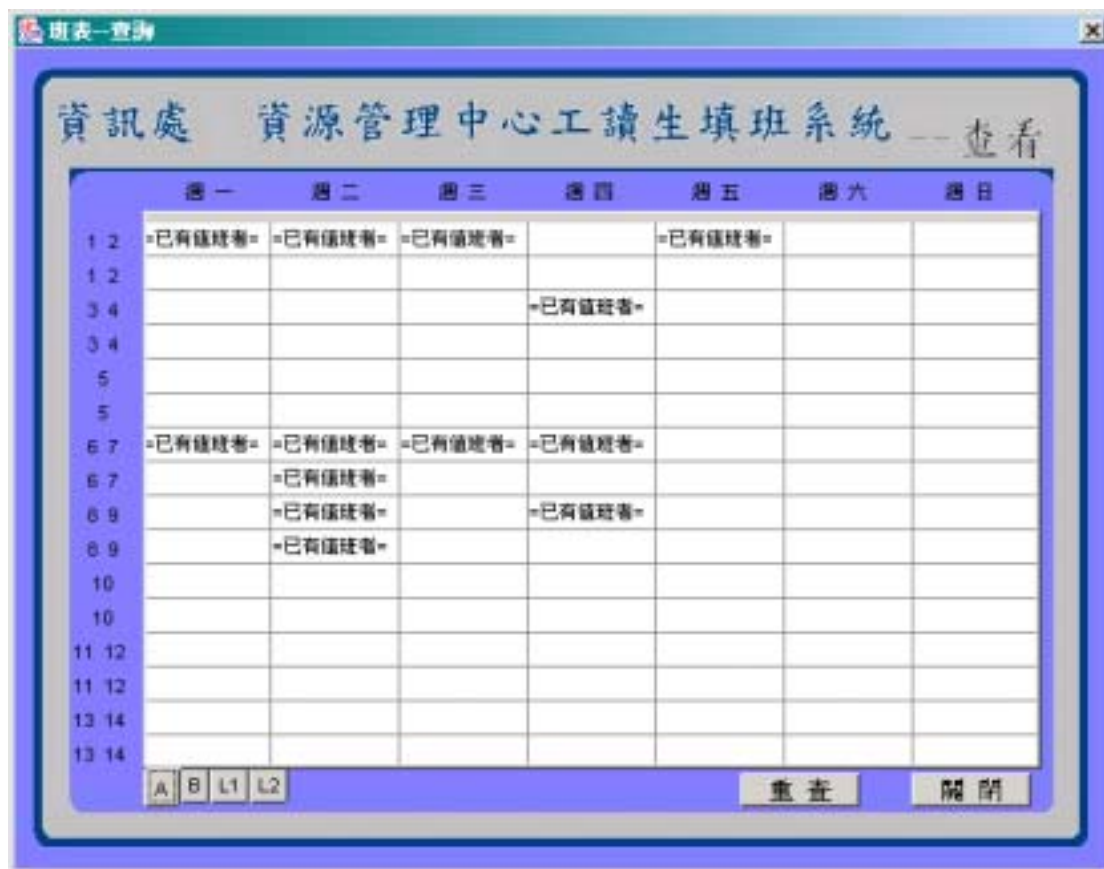 班表--查詢
資訊處 資源管理中心工讀生填班系統 -- 查看
週一 週二 週三 週四 週五 週六 週日
1 2 =已有值班者= =已有值班者= =已有值班者= =已有值班者=
1 2
3 4 =已有值班者=
3 4
5
5
6 7 =已有值班者= =已有值班者= =已有值班者= =已有值班者=
6 7 =已有值班者=
8 9 =已有值班者= =已有值班者=
8 9 =已有值班者=
10
10
11 12
11 12
13 14
13 14
A B L1 L2 重查 關閉